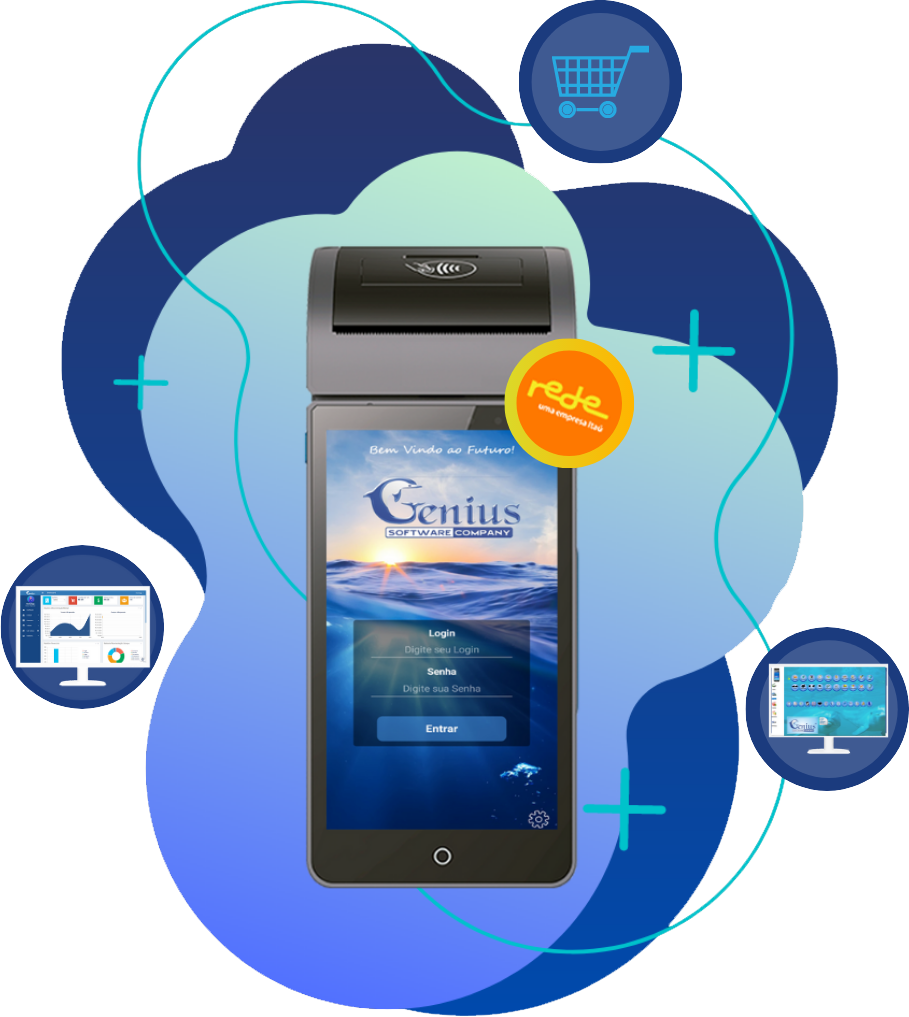 rede
uma empresa itaú
Bem Vindo ao Futuro!
Genius
SOFTWARE COMPANY
Login
Digite seu Login
Senha
Digite sua Senha
Entrar
Genius